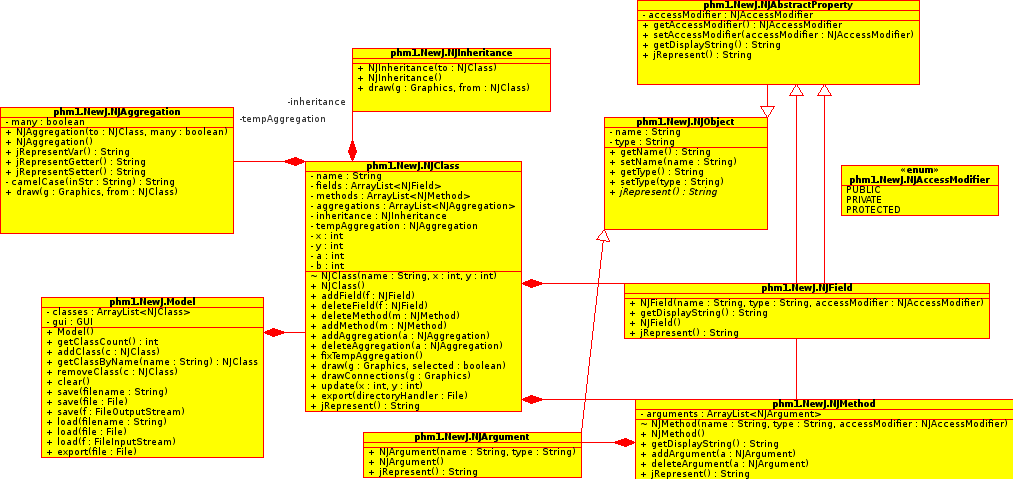 phm1.NewJ.NJAbstractProperty
- accessModifier : NJAccessModifier
+ getAccessModifier() : NJAccessModifier
+ setAccessModifier(accessModifier : NJAccessModifier)
+ getDisplayString() : String
+ jRepresent() : String
phm1.NewJ.NJInheritance
+ NJInheritance(to : NJClass)
+ NJInheritance()
+ draw(g : Graphics, from : NJClass)
-inheritance
-tempAggregation
phm1.NewJ.NJAggregation
- many : boolean
+ NJAggregation(to : NJClass, many : boolean)
+ NJAggregation()
+ jRepresentVar() : String
+ jRepresentGetter() : String
+ jRepresentSetter() : String
- camelCase(inStr : String) : String
+ draw(g : Graphics, from : NJClass)
phm1.NewJ.NJObject
- name : String
- type : String
+ getName() : String
+ setName(name : String)
+ getType() : String
+ setType(type : String)
+ jRepresent() : String
«enum»
phm1.NewJ.NJAccessModifier
PUBLIC
PRIVATE
PROTECTED
phm1.NewJ.NJClass
- name : String
- fields : ArrayList<NJField>
- methods : ArrayList<NJMethod>
- aggregations : ArrayList<NJAggregation>
- inheritance : NJInheritance
- tempAggregation : NJAggregation
- x : int
- y : int
- a : int
- b : int
~ NJClass(name : String, x : int, y : int)
+ NJClass()
+ addField(f : NJField)
+ deleteField(f : NJField)
+ deleteMethod(m : NJMethod)
+ addMethod(m : NJMethod)
+ addAggregation(a : NJAggregation)
+ deleteAggregation(a : NJAggregation)
+ fixTempAggregation()
+ draw(g : Graphics, selected : boolean)
+ drawConnections(g : Graphics)
+ update(x : int, y : int)
+ export(directoryHandler : File)
+ jRepresent() : String
phm1.NewJ.Model
- classes : ArrayList<NJClass>
- gui : GUI
+ Model()
+ getClassCount() : int
+ addClass(c : NJClass)
+ getClassByName(name : String) : NJClass
+ removeClass(c : NJClass)
+ clear()
+ save(filename : String)
+ save(file : File)
+ save(f : FileOutputStream)
+ load(filename : String)
+ load(file : File)
+ load(f : FileInputStream)
+ export(file : File)
phm1.NewJ.NJField
+ NJField(name : String, type : String, accessModifier : NJAccessModifier)
+ getDisplayString() : String
+ NJField()
+ jRepresent() : String
phm1.NewJ.NJMethod
- arguments : ArrayList<NJArgument>
~ NJMethod(name : String, type : String, accessModifier : NJAccessModifier)
+ NJMethod()
+ getDisplayString() : String
+ addArgument(a : NJArgument)
+ deleteArgument(a : NJArgument)
+ jRepresent() : String
phm1.NewJ.NJArgument
+ NJArgument(name : String, type : String)
+ NJArgument()
+ jRepresent() : String